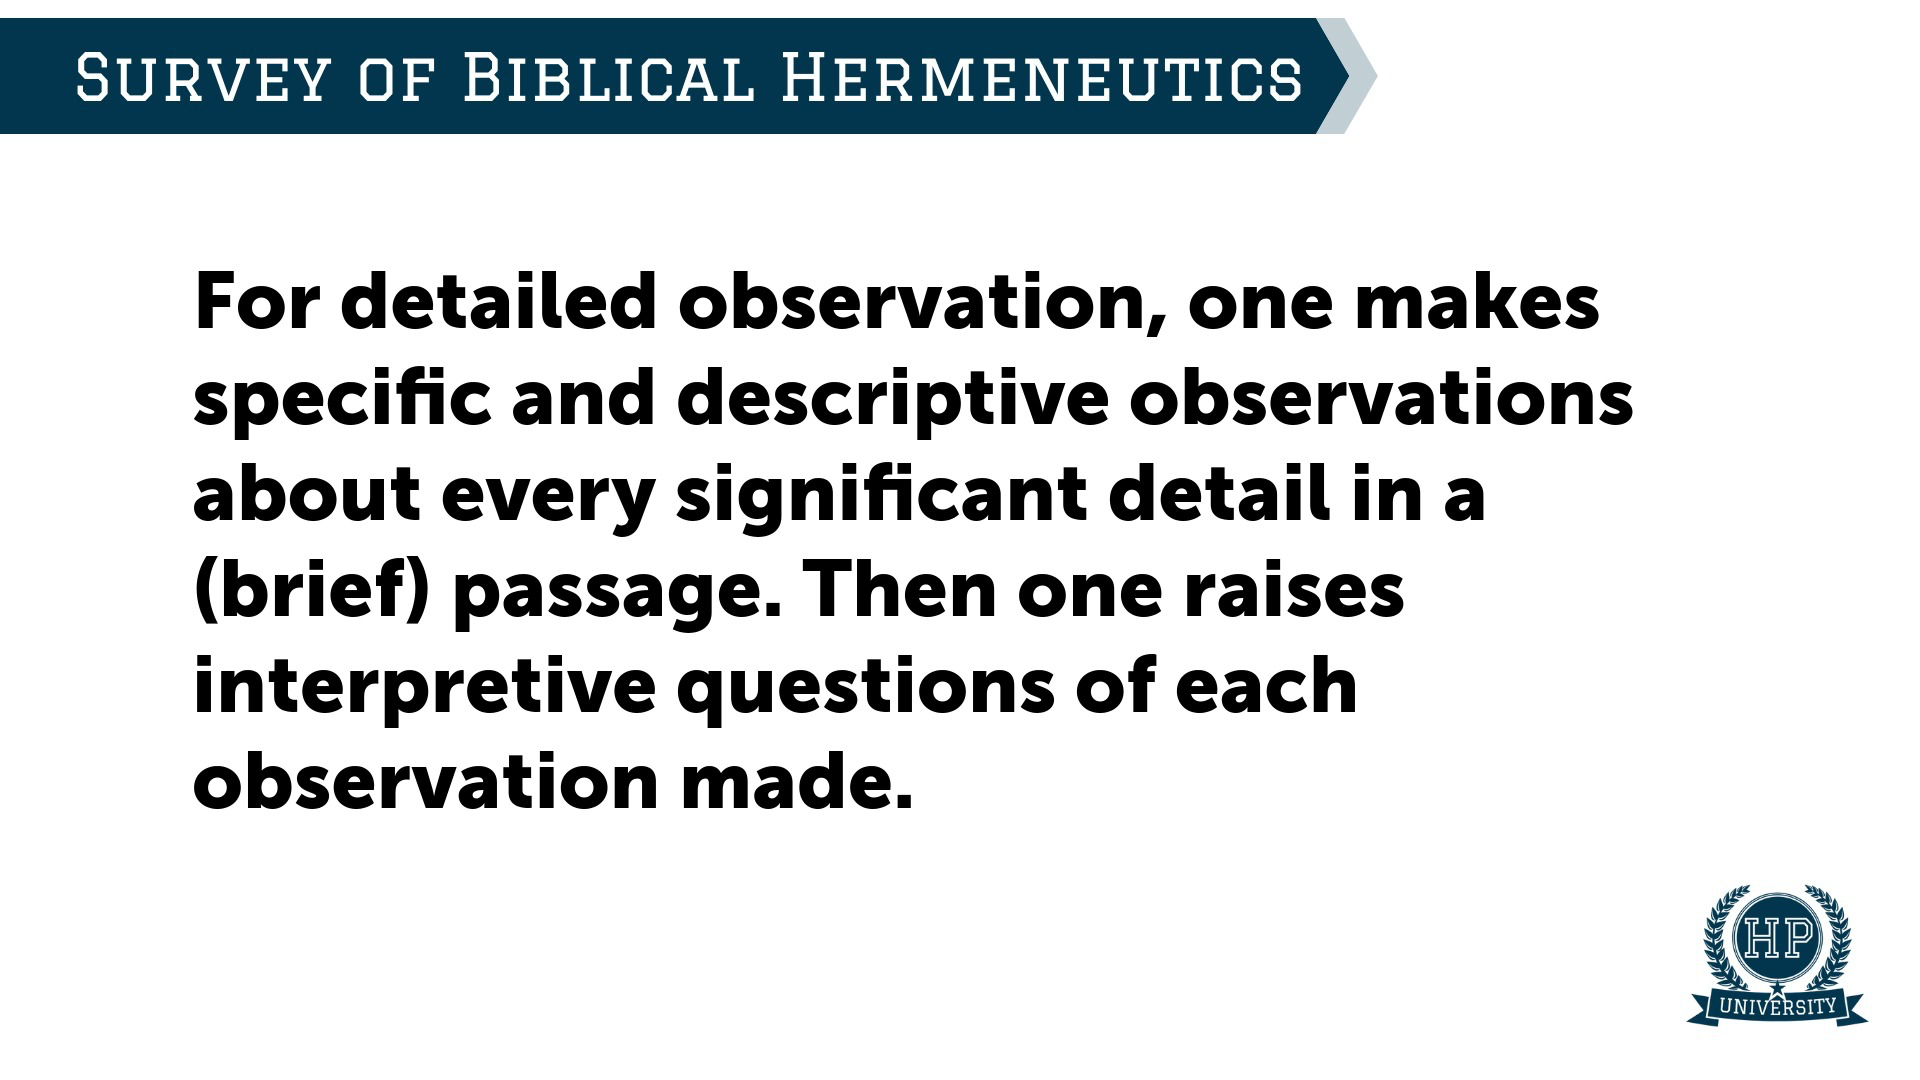 Survey of Biblical Hermeneutics
For detailed observation, one makes
specific and descriptive observations
about every significant detail in a
(brief) passage. Then one raises
interpretive questions of each
observation made.
HP
UNIVERSITY